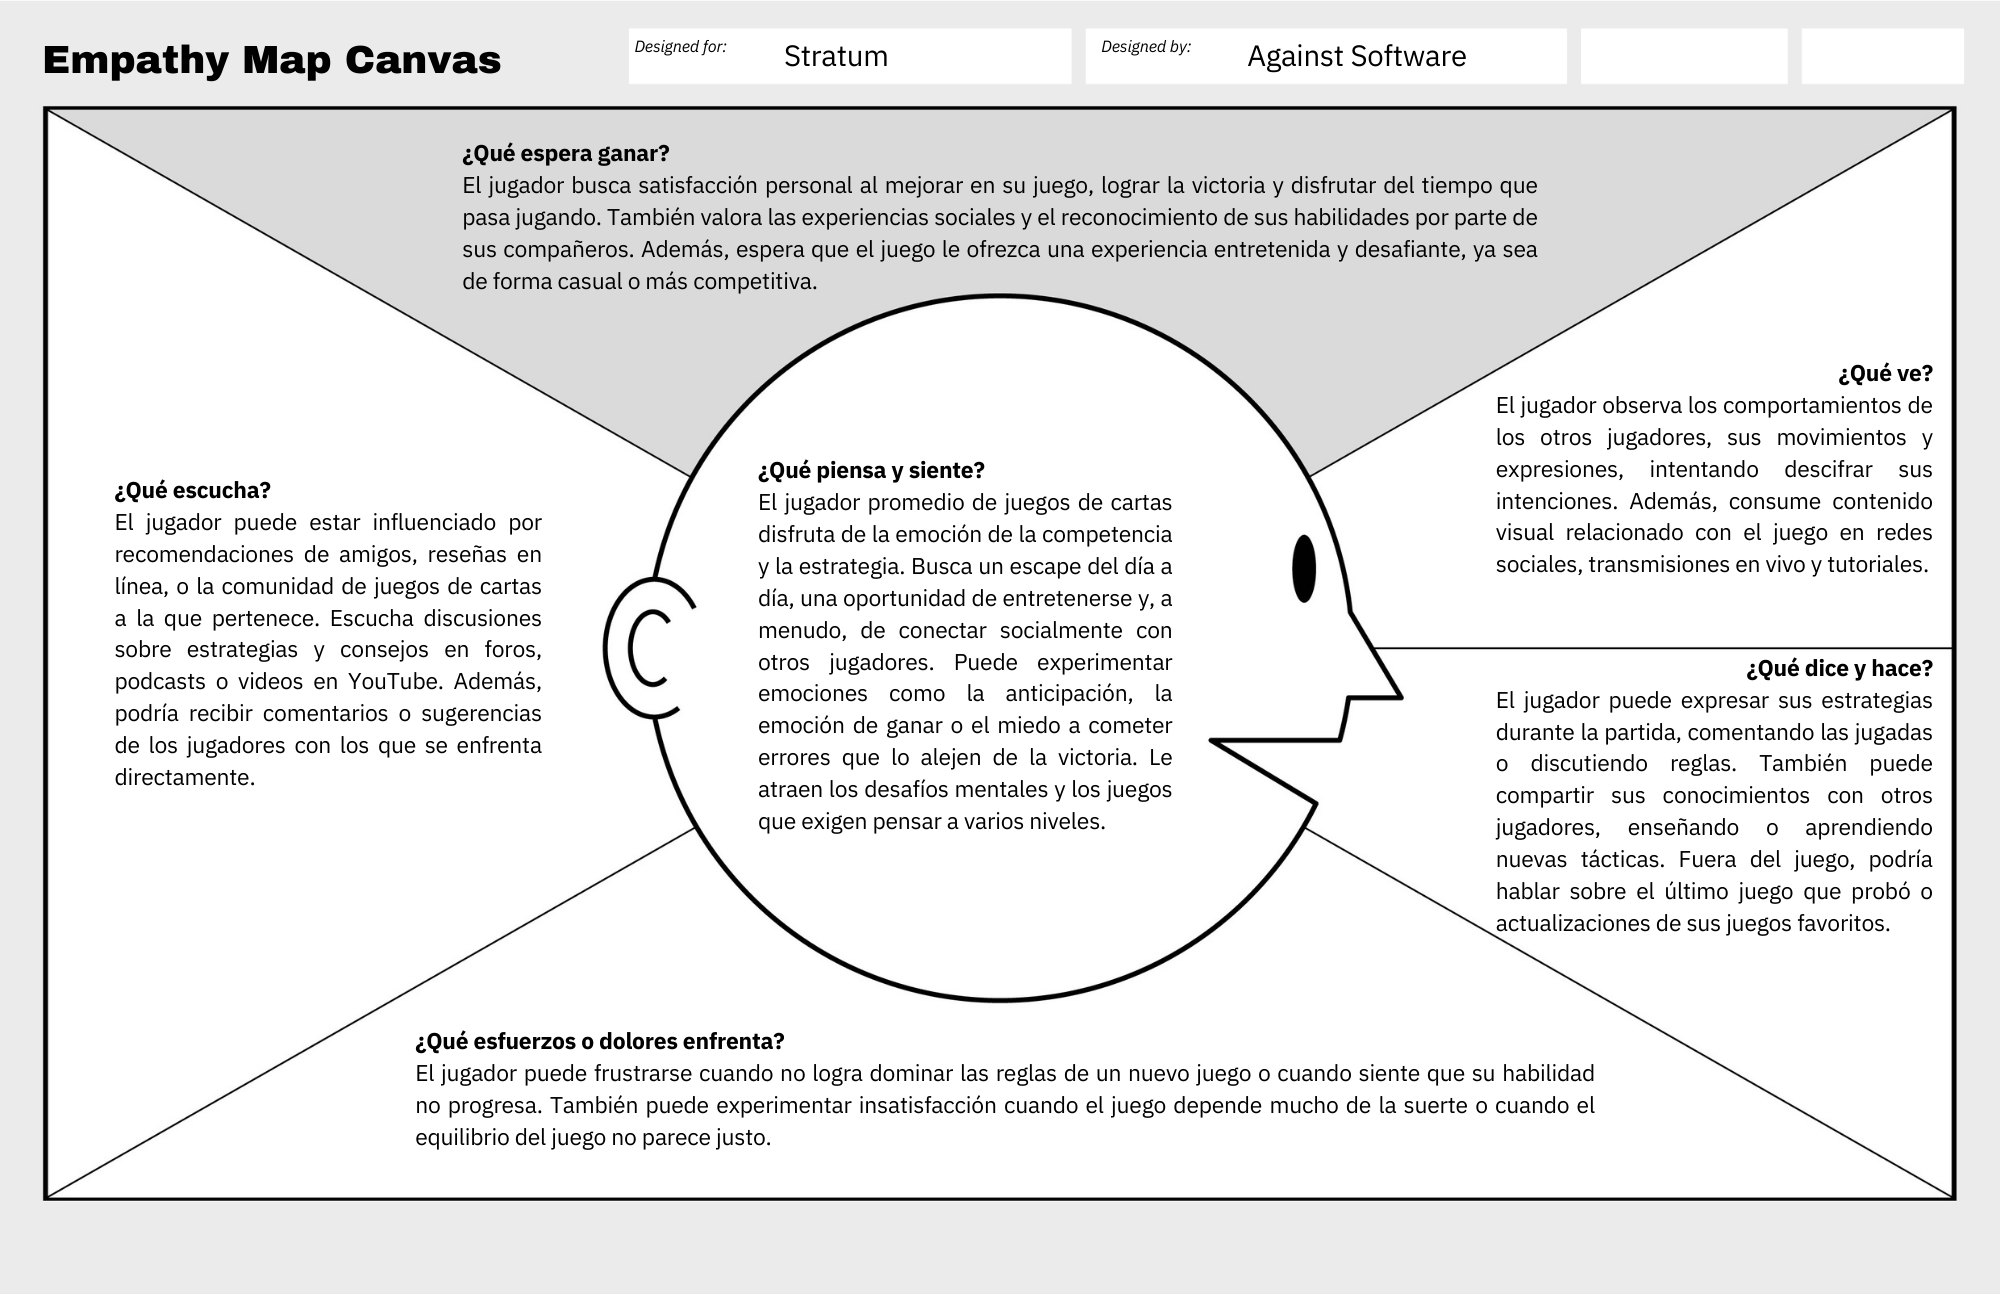 Empathy Map Canvas
Designed for:
Stratum
Designed by:
Against Software
¿Qué espera ganar?
El jugador busca satisfacción personal al mejorar en su juego, lograr la victoria y disfrutar del tiempo que
pasa jugando. También valora las experiencias sociales y el reconocimiento de sus habilidades por parte de
sus compañeros. Además, espera que el juego le ofrezca una experiencia entretenida y desafiante, ya sea
de forma casual o más competitiva.
¿Qué escucha?
El jugador puede estar influenciado por
recomendaciones de amigos, reseñas en
línea, o la comunidad de juegos de cartas
a la que pertenece. Escucha discusiones
sobre estrategias y consejos en foros,
podcasts o videos en YouTube. Además,
podría recibir comentarios o sugerencias
de los jugadores con los que se enfrenta
directamente.
¿Qué piensa y siente?
El jugador promedio de juegos de cartas
disfruta de la emoción de la competencia
y la estrategia. Busca un escape del día a
día, una oportunidad de entretenerse y, a
menudo, de conectar socialmente con
otros jugadores. Puede experimentar
emociones como la anticipación, la
emoción de ganar o el miedo a cometer
errores que lo alejen de la victoria. Le
atraen los desafíos mentales y los juegos
que exigen pensar a varios niveles.
¿Qué ve?
El jugador observa los comportamientos de
los otros jugadores, sus movimientos y
expresiones, intentando descifrar sus
intenciones. Además, consume contenido
visual relacionado con el juego en redes
sociales, transmisiones en vivo y tutoriales.
¿Qué dice y hace?
El jugador puede expresar sus estrategias
durante la partida, comentando las jugadas
o discutiendo reglas. También puede
compartir sus conocimientos con otros
jugadores, enseñando o aprendiendo
nuevas tácticas. Fuera del juego, podría
hablar sobre el último juego que probó o
actualizaciones de sus juegos favoritos.
¿Qué esfuerzos o dolores enfrenta?
El jugador puede frustrarse cuando no logra dominar las reglas de un nuevo juego o cuando siente que su habilidad
no progresa. También puede experimentar insatisfacción cuando el juego depende mucho de la suerte o cuando el
equilibrio del juego no parece justo.